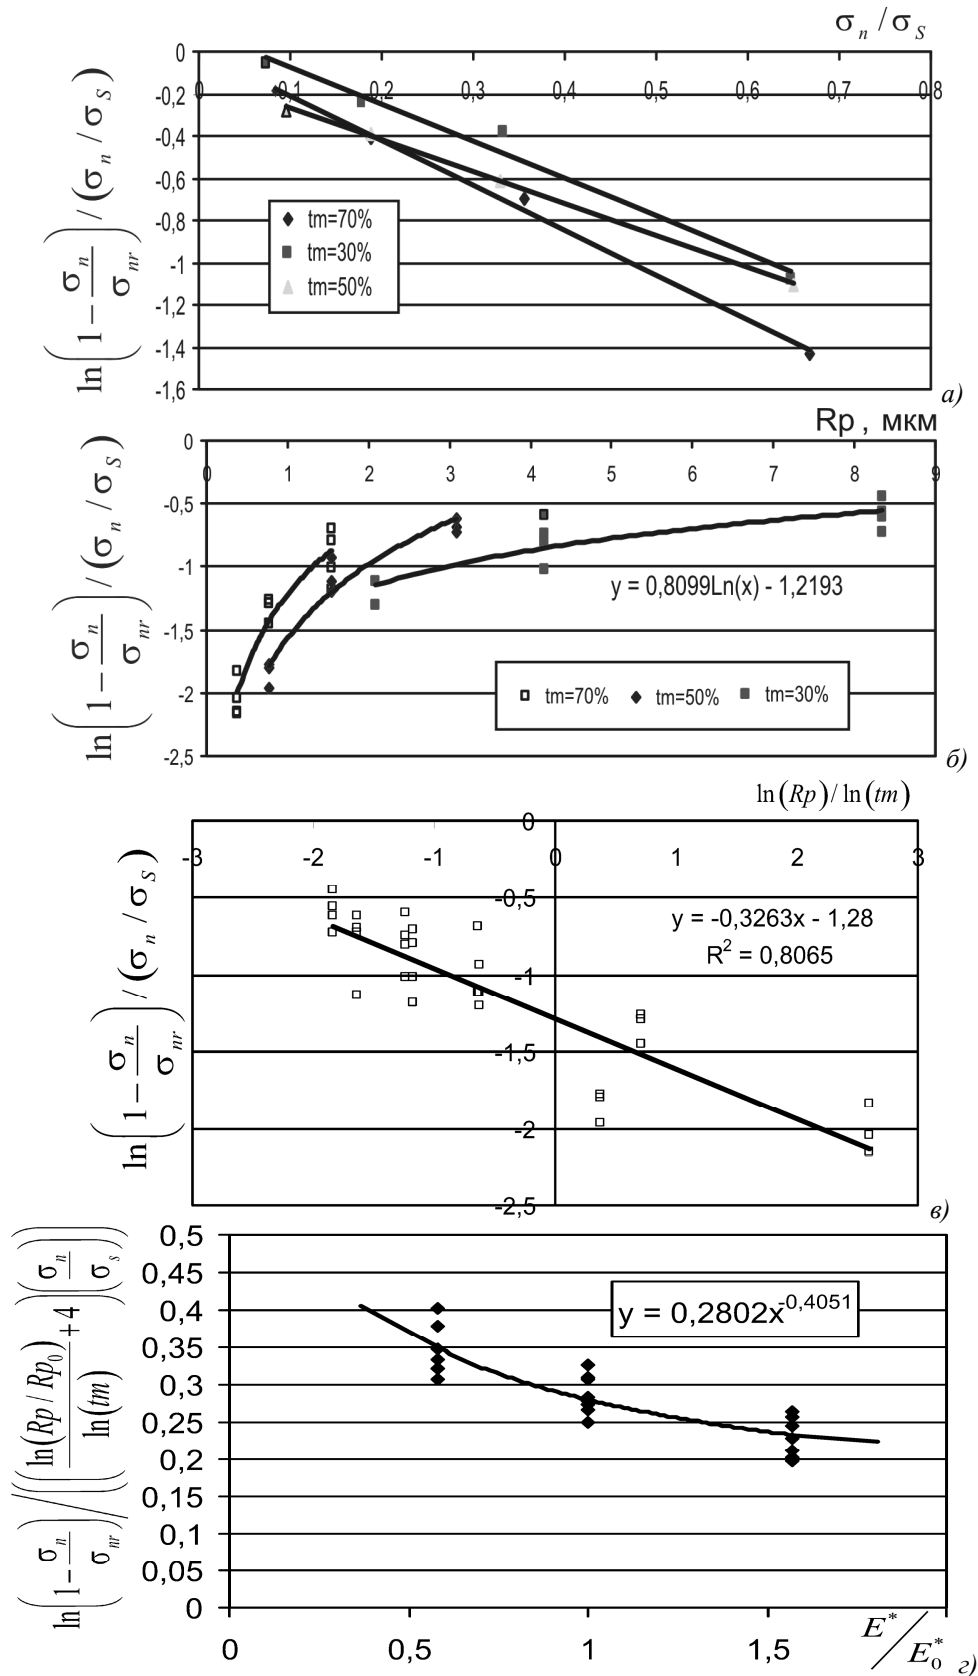 σn / σS
0
-0,2
-0,4
-0,6
-0,8
-1
-1,2
-1,4
-1,6
0 0,1 0,2 0,3 0,4 0,5 0,6 0,7 0,8
ln(1 − σn/σnr) / (σn / σS)
tm=70%
tm=30%
tm=50%
а)
Rp , мкм
0
-0,5
-1
-1,5
-2
-2,5
0 1 2 3 4 5 6 7 8 9
ln(1 − σn/σnr) / (σn / σS)
y = 0,8099Ln(x) - 1,2193
tm=70% tm=50% tm=30%
б)
ln(Rp)/ ln(tm)
-3 -2 -1 0 1 2 3
0
-0,5
-1
-1,5
-2
-2,5
ln(1 − σn/σnr) / (σn / σS)
y = -0,3263x - 1,28
R² = 0,8065
в)
0,5
0,45
0,4
0,35
0,3
0,25
0,2
0,15
0,1
0,05
0
ln(1 − σn/σnr) / ((ln(Rp / Rp0)/ln(tm) + 4)(σn/σs))
y = 0,2802x^-0,4051
0 0,5 1 1,5
E*/E0*
г)